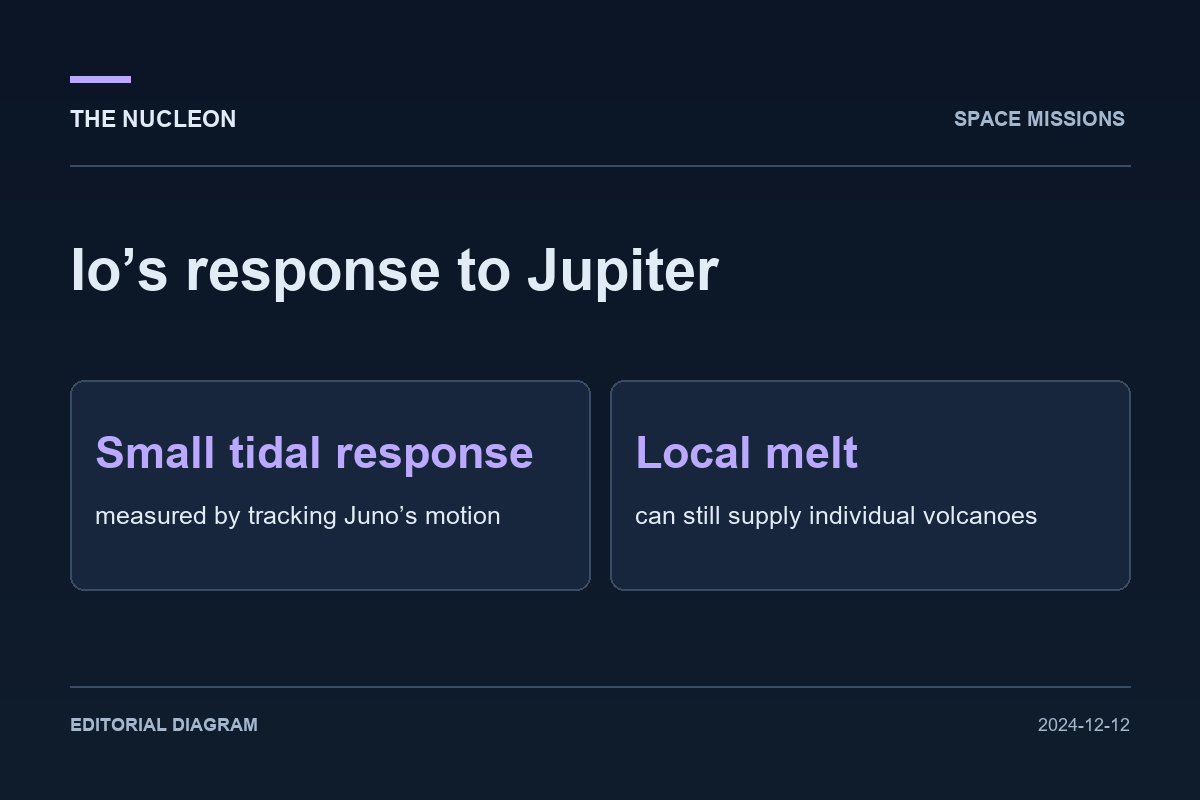 THE NUCLEON
SPACE MISSIONS
Io’s response to Jupiter
Small tidal response
measured by tracking Juno’s motion
Local melt
can still supply individual volcanoes
EDITORIAL DIAGRAM
2024-12-12